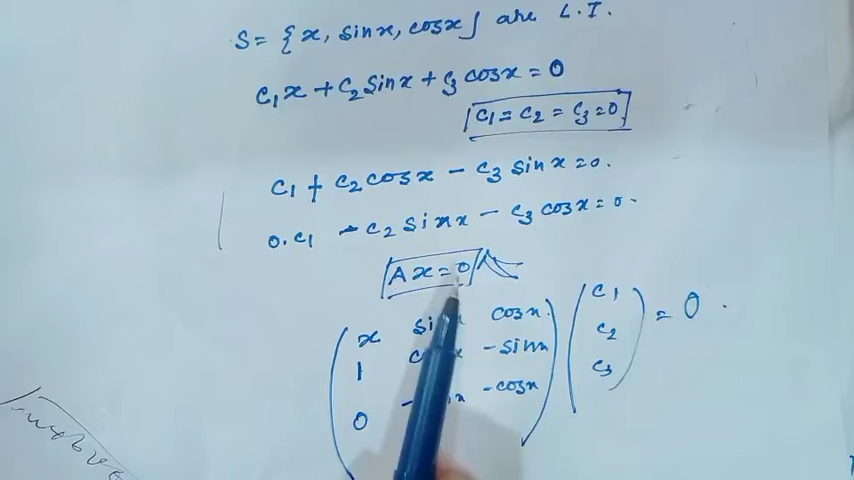 S = {x, sinx, cosx} are L.I.
c₁x + c₂ sinx + c₃ cosx = 0
c₁ = c₂ = c₃ = 0
c₁ + c₂ cosx - c₃ sinx = 0.
0.c₁ - c₂ sinx - c₃ cosx = 0.
Ax = 0
x cosx. c₁
1 - sinx c₂ = 0.
0 - cosx c₃